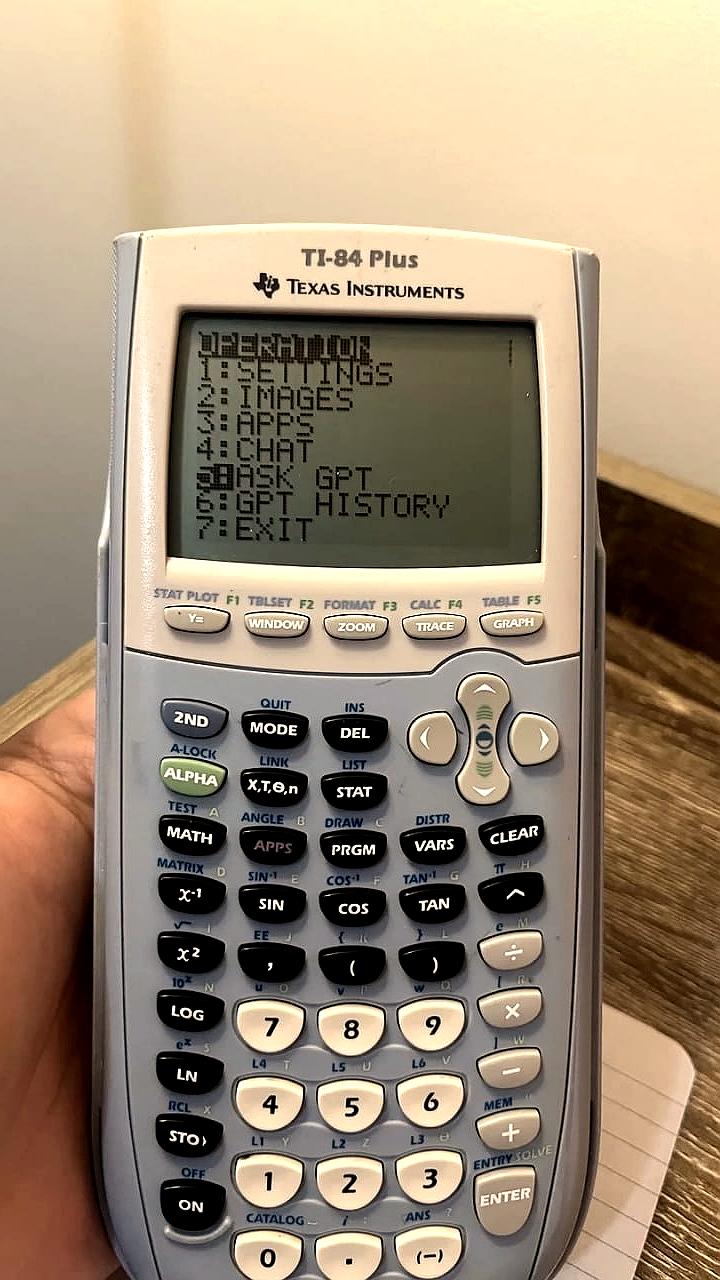 TI-84 Plus
TEXAS INSTRUMENTS
OPERATION
1:SETTINGS
2:IMAGES
3:APPS
4:CHAT
5:ASK GPT
6:GPT HISTORY
7:EXIT
STAT PLOT F1 TBLSET F2 FORMAT F3 CALC F4 TABLE F5
Y= WINDOW ZOOM TRACE GRAPH
QUIT INS
2ND MODE DEL
A-LOCK LINK LIST
ALPHA X,T,Θ,n STAT
TEST A ANGLE B DRAW C DISTR
MATH APPS PRGM VARS CLEAR
MATRIX D SIN⁻¹ E COS⁻¹ F TAN⁻¹ G π H
x⁻¹ SIN COS TAN ^
√ I EE J { K } L e M
x² , ( ) ÷
10ˣ N u O v P w Q [ R
LOG 7 8 9 ×
eˣ S L4 T L5 U L6 V ] W
LN 4 5 6 −
RCL X L1 Y L2 Z L3 θ MEM "
STO› 1 2 3 +
OFF CATALOG i : ANS ? ENTRY SOLVE
ON 0 . (−) ENTER